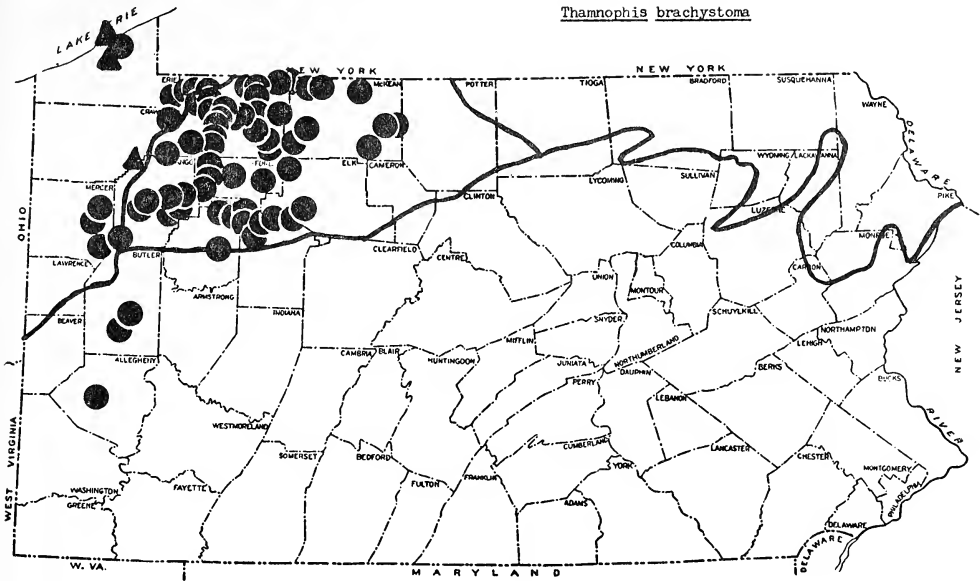 Thamnophis brachystoma
LAKE ERIE
NEW YORK
NEW YORK
ERIE
McKEAN
POTTER
TIOGA
BRADFORD
SUSQUEHANNA
WAYNE
DELAWARE
RIVER
ELK
CAMERON
WYOMING
LACKAWANNA
PIKE
MERCER
CLINTON
LYCOMING
SULLIVAN
LUZERNE
MONROE
OHIO
LAWRENCE
BUTLER
CLEARFIELD
CENTRE
COLUMBIA
CARBON
UNION
MONTOUR
ARMSTRONG
BEAVER
INDIANA
SNYDER
SCHUYLKILL
NORTHAMPTON
LEHIGH
NEW JERSEY
ALLEGHENY
CAMBRIA
BLAIR
HUNTINGDON
MIFFLIN
JUNIATA
NORTHUMBERLAND
DAUPHIN
PERRY
BERKS
BUCKS
LEBANON
WESTMORELAND
CUMBERLAND
LANCASTER
SOMERSET
BEDFORD
FULTON
FRANKLIN
YORK
CHESTER
MONTGOMERY
PHILADELPHIA
WEST VIRGINIA
WASHINGTON
FAYETTE
GREENE
ADAMS
DELAWARE
DELAWARE
W. VA.
MARYLAND